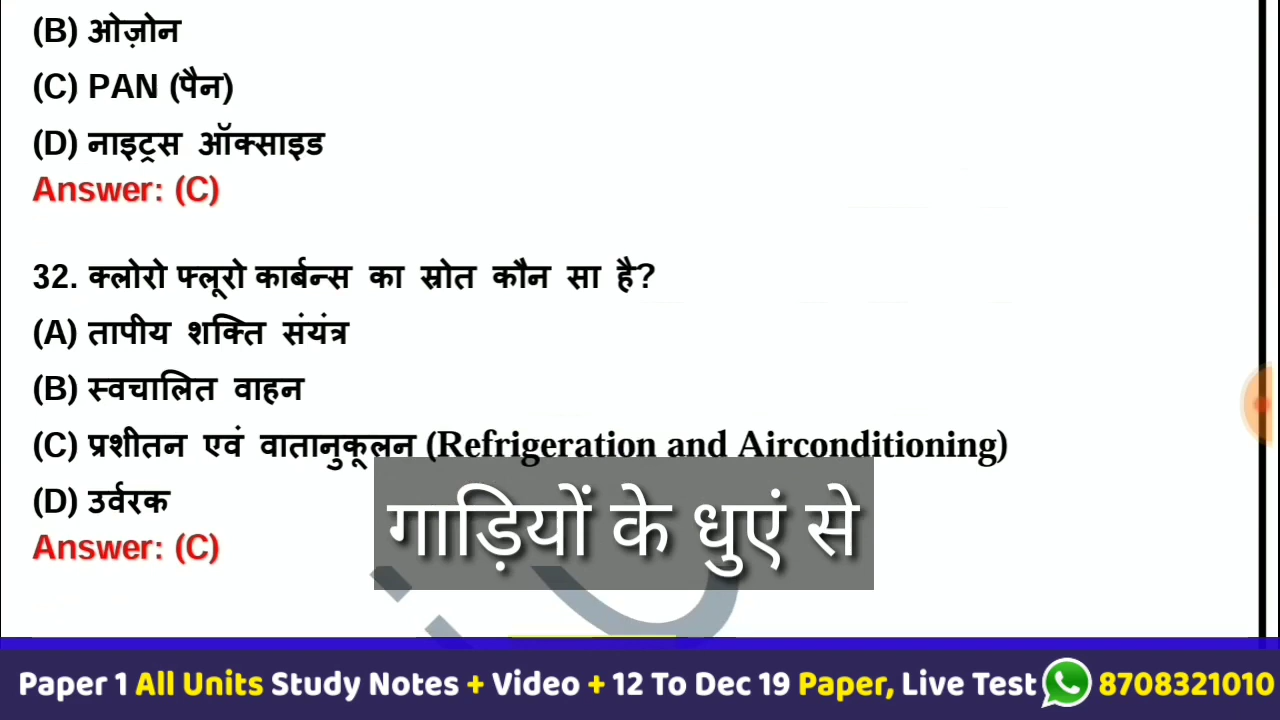 (B) ओज़ोन
(C) PAN (पैन)
(D) नाइट्रस ऑक्साइड
Answer: (C)
32. क्लोरो फ्लूरो कार्बन्स का स्रोत कौन सा है?
(A) तापीय शक्ति संयंत्र
(B) स्वचालित वाहन
(C) प्रशीतन एवं वातानुकूलन (Refrigeration and Airconditioning)
(D) उर्वरक
गाड़ियों के धुएं से
Answer: (C)
Paper 1 All Units Study Notes + Video + 12 To Dec 19 Paper, Live Test 8708321010